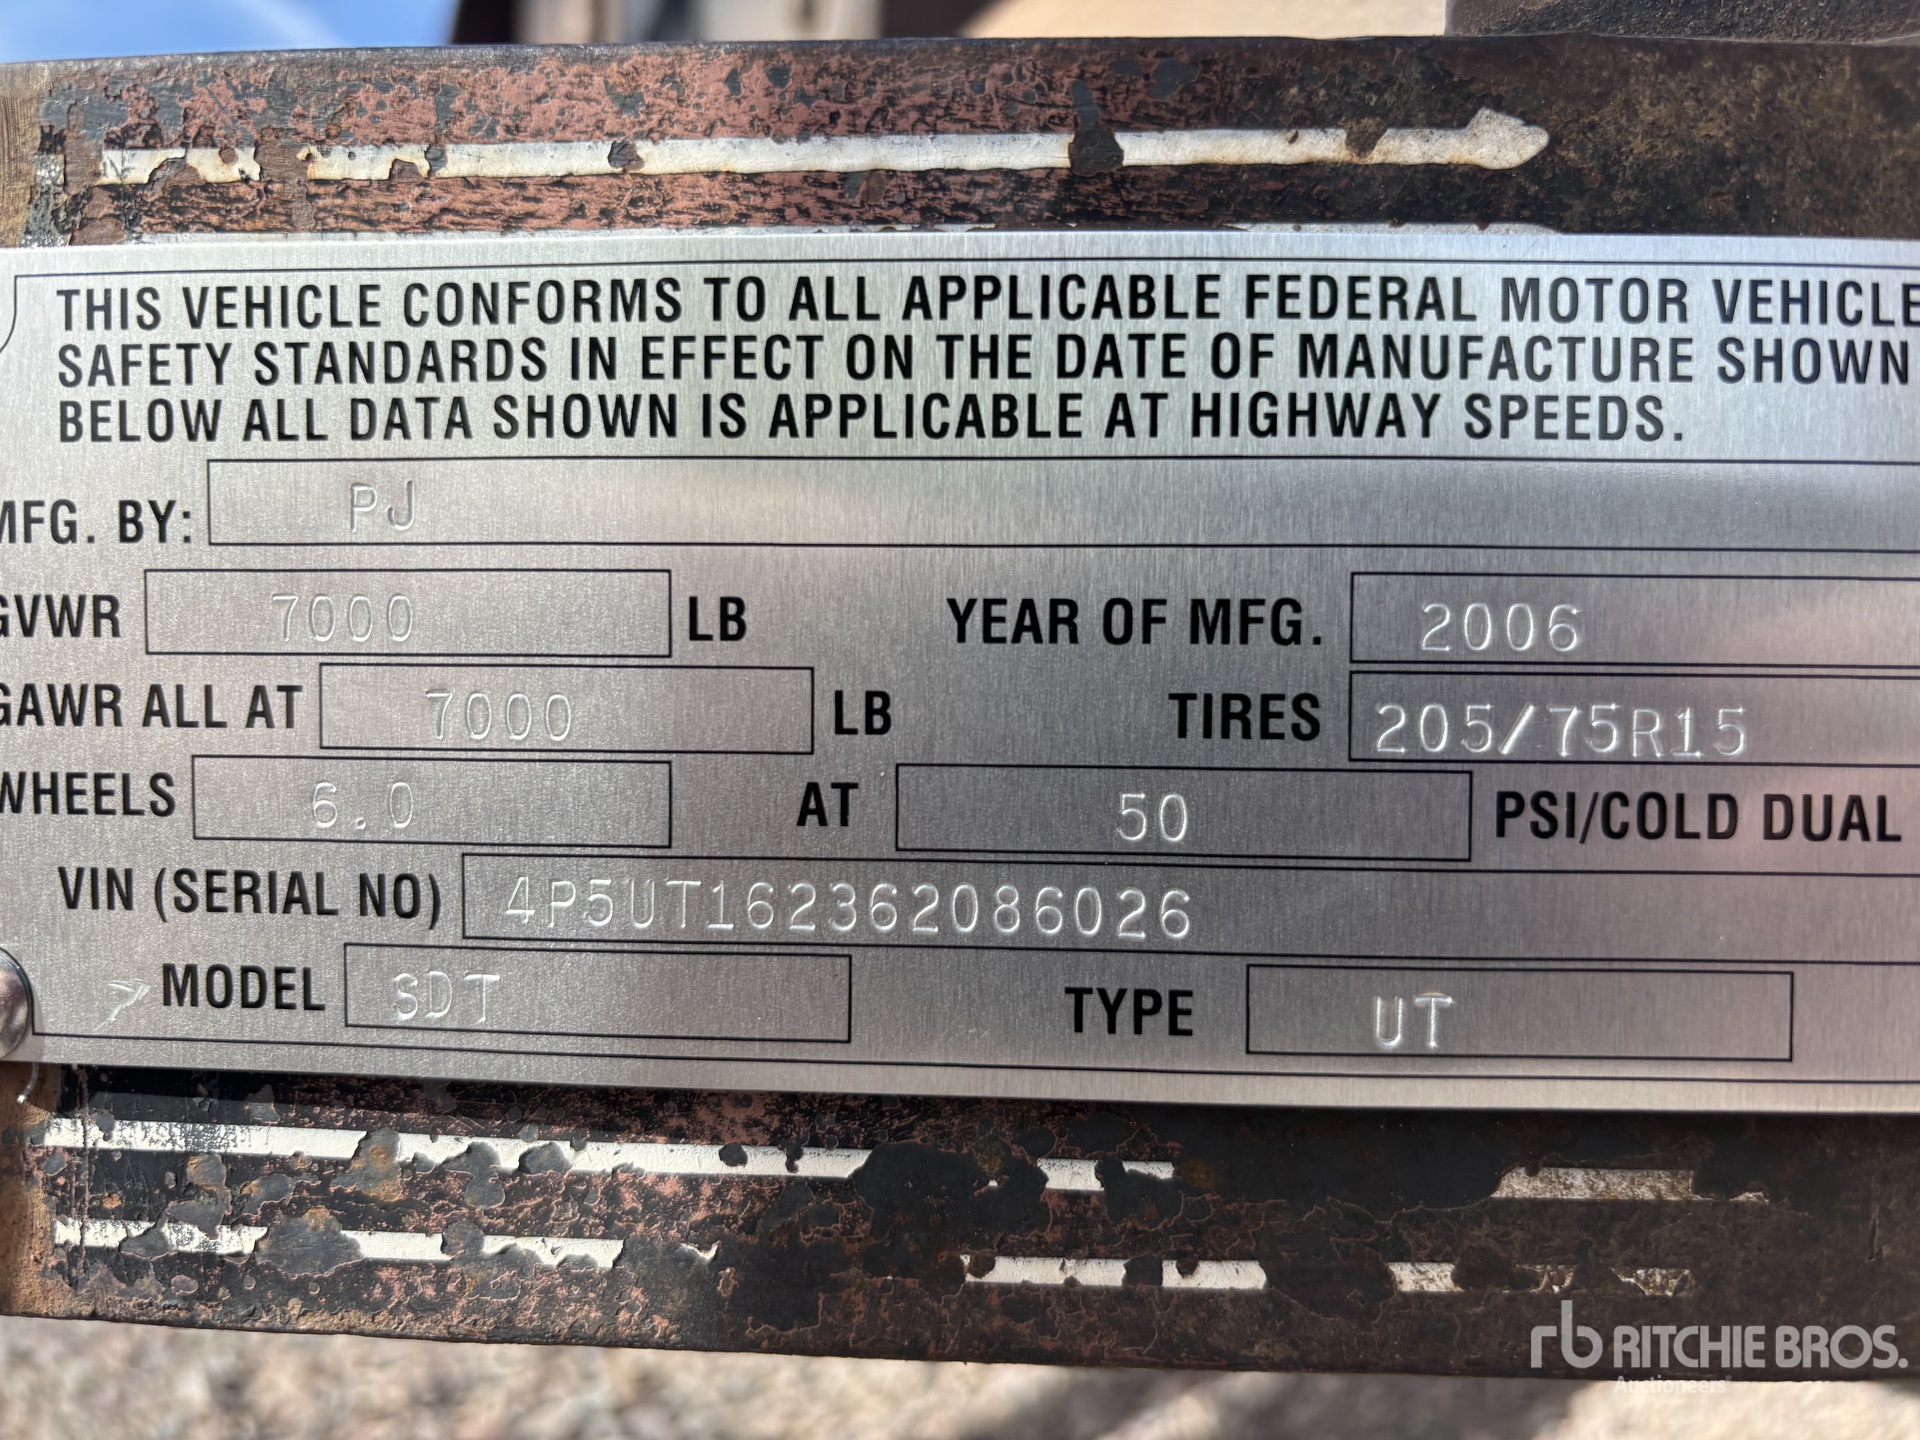 THIS VEHICLE CONFORMS TO ALL APPLICABLE FEDERAL MOTOR VEHICLE
SAFETY STANDARDS IN EFFECT ON THE DATE OF MANUFACTURE SHOWN
BELOW ALL DATA SHOWN IS APPLICABLE AT HIGHWAY SPEEDS.
MFG. BY: PJ
GVWR 7000 LB YEAR OF MFG. 2006
GAWR ALL AT 7000 LB TIRES 205/75R15
WHEELS 6.0 AT 50 PSI/COLD DUAL
VIN (SERIAL NO) 4P5UT162362086026
MODEL SDT TYPE UT
rb RITCHIE BROS.
Auctioneers